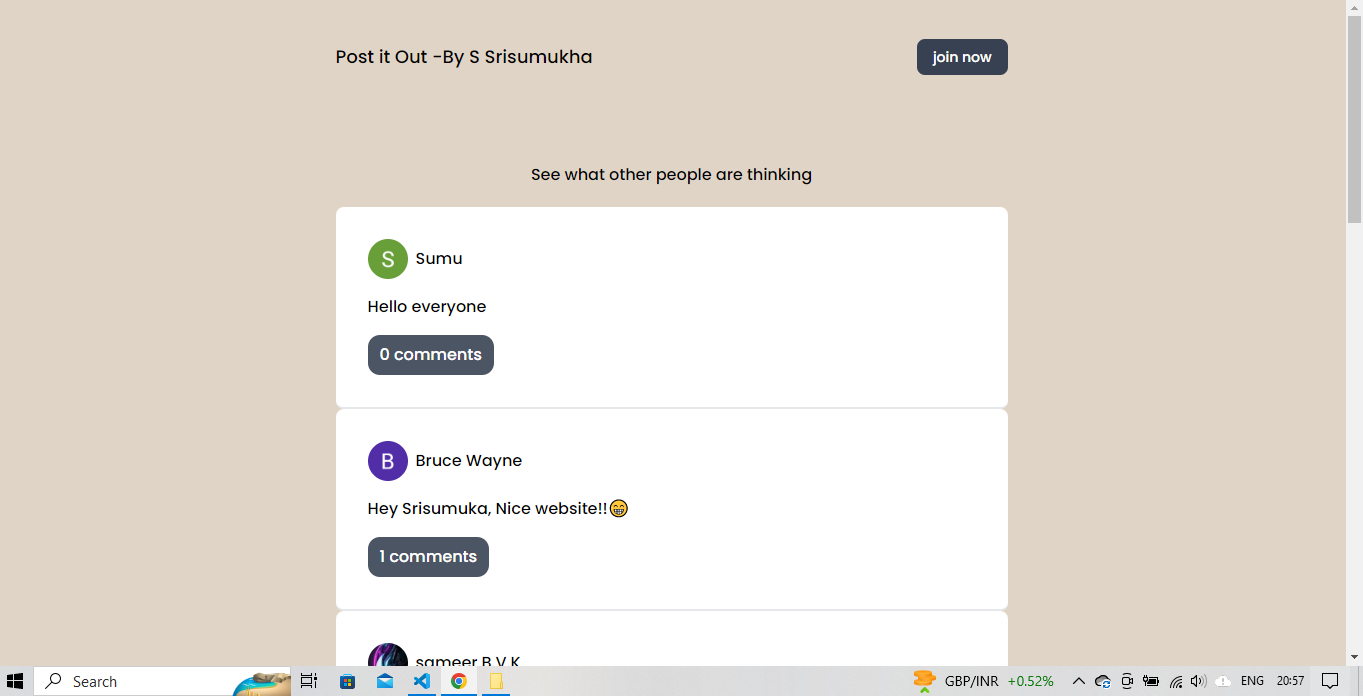 Post it Out -By S Srisumukha
join now
See what other people are thinking
S Sumu
Hello everyone
0 comments
B Bruce Wayne
Hey Srisumuka, Nice website!!😁
1 comments
sameer B V K
Search
GBP/INR +0.52%
ENG 20:57